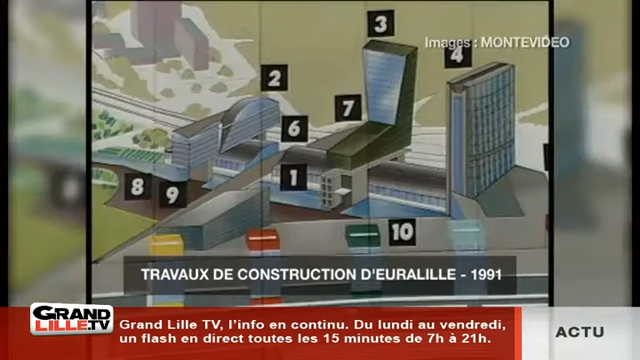 3
Images : MONTEVIDEO
4
2
7
6
1
8
9
10
TRAVAUX DE CONSTRUCTION D'EURALILLE - 1991
GRAND
LILLE.TV
Grand Lille TV, l'info en continu. Du lundi au vendredi,
un flash en direct toutes les 15 minutes de 7h à 21h.
ACTU